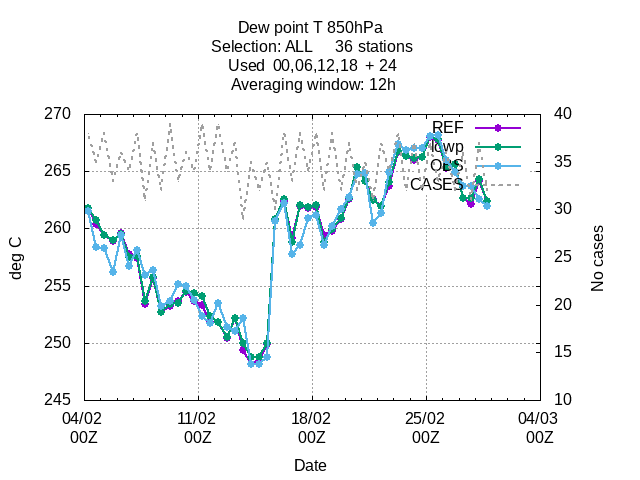 Dew point T 850hPa
Selection: ALL 36 stations
Used 00,06,12,18 + 24
Averaging window: 12h
270
265
260
255
250
245
deg C
40
35
30
25
20
15
10
No cases
REF
lowp
OBS
CASES
04/02 11/02 18/02 25/02 04/03
00Z 00Z 00Z 00Z 00Z
Date